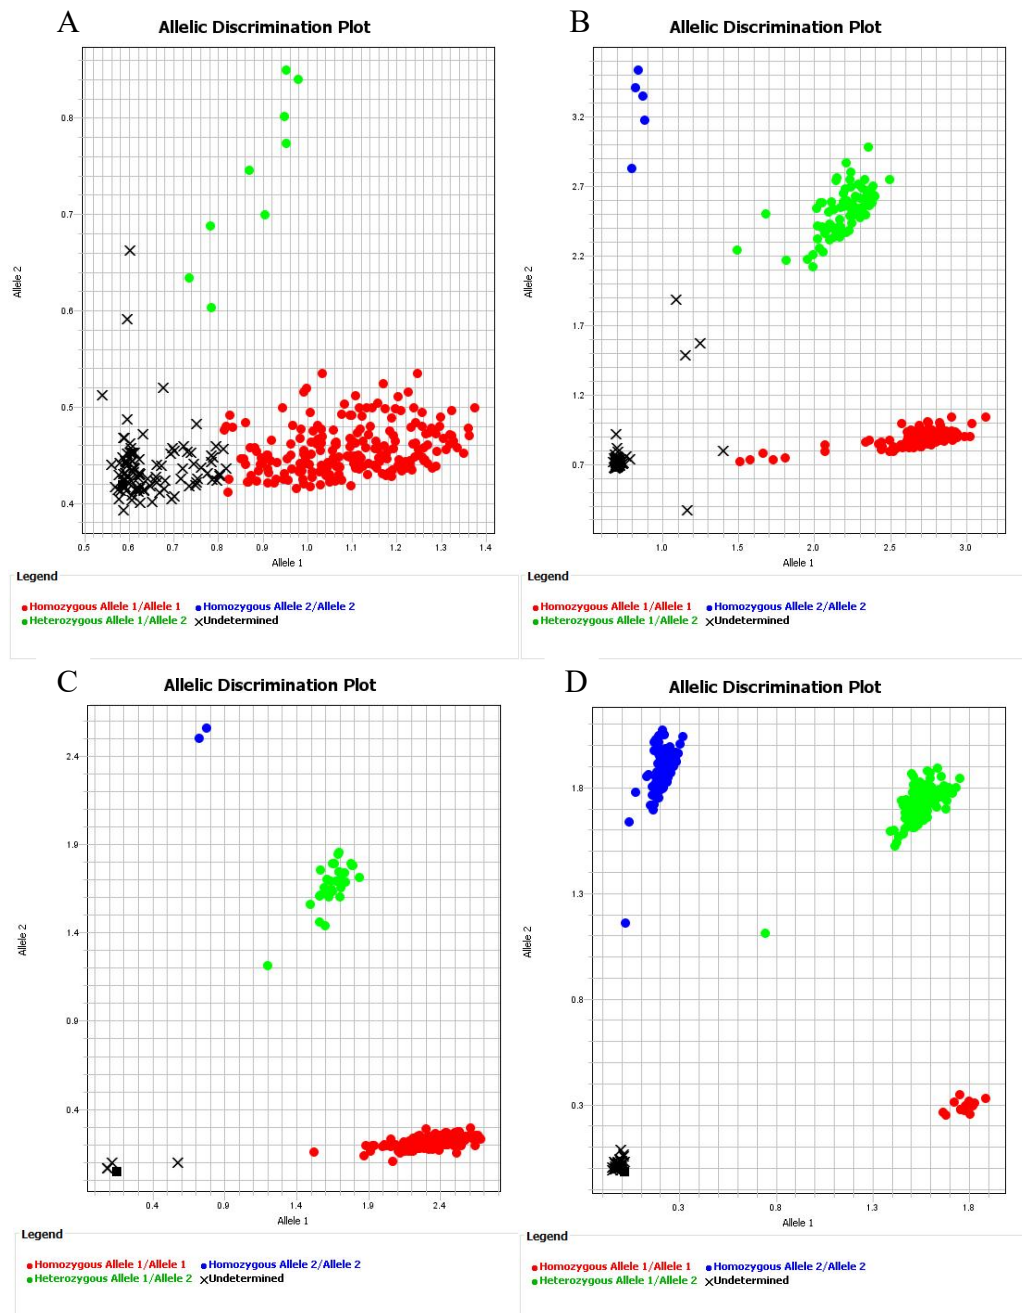 A
Allelic Discrimination Plot
0.8
0.7
0.6
0.5
0.4
Allele 2
0.5 0.6 0.7 0.8 0.9 1.0 1.1 1.2 1.3 1.4
Allele 1
Legend
Homozygous Allele 1/Allele 1 Homozygous Allele 2/Allele 2
Heterozygous Allele 1/Allele 2 Undetermined
B
Allelic Discrimination Plot
3.2
2.7
2.2
1.7
1.2
0.7
Allele 2
1.0 1.5 2.0 2.5 3.0
Allele 1
Legend
Homozygous Allele 1/Allele 1 Homozygous Allele 2/Allele 2
Heterozygous Allele 1/Allele 2 Undetermined
C
Allelic Discrimination Plot
2.4
1.9
1.4
0.9
0.4
Allele 2
0.4 0.9 1.4 1.9 2.4
Allele 1
Legend
Homozygous Allele 1/Allele 1 Homozygous Allele 2/Allele 2
Heterozygous Allele 1/Allele 2 Undetermined
D
Allelic Discrimination Plot
1.8
1.3
0.8
0.3
Allele 2
0.3 0.8 1.3 1.8
Allele 1
Legend
Homozygous Allele 1/Allele 1 Homozygous Allele 2/Allele 2
Heterozygous Allele 1/Allele 2 Undetermined